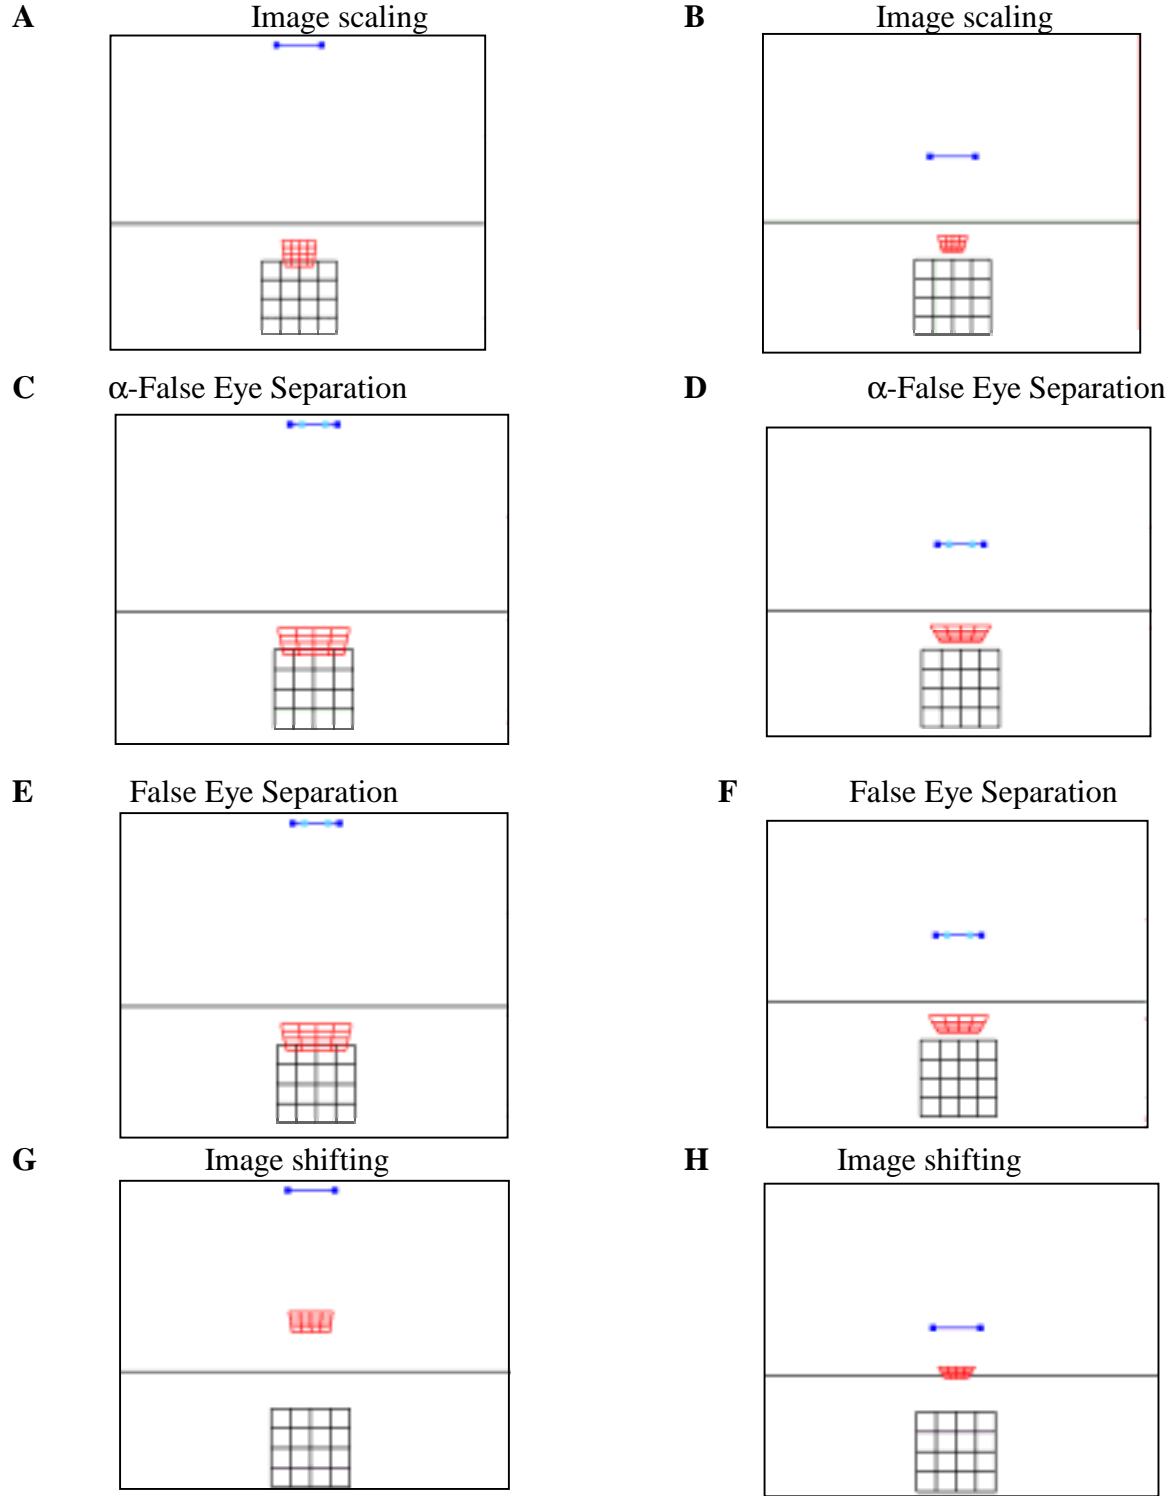 A Image scaling
B Image scaling
C α-False Eye Separation
D α-False Eye Separation
E False Eye Separation
F False Eye Separation
G Image shifting
H Image shifting